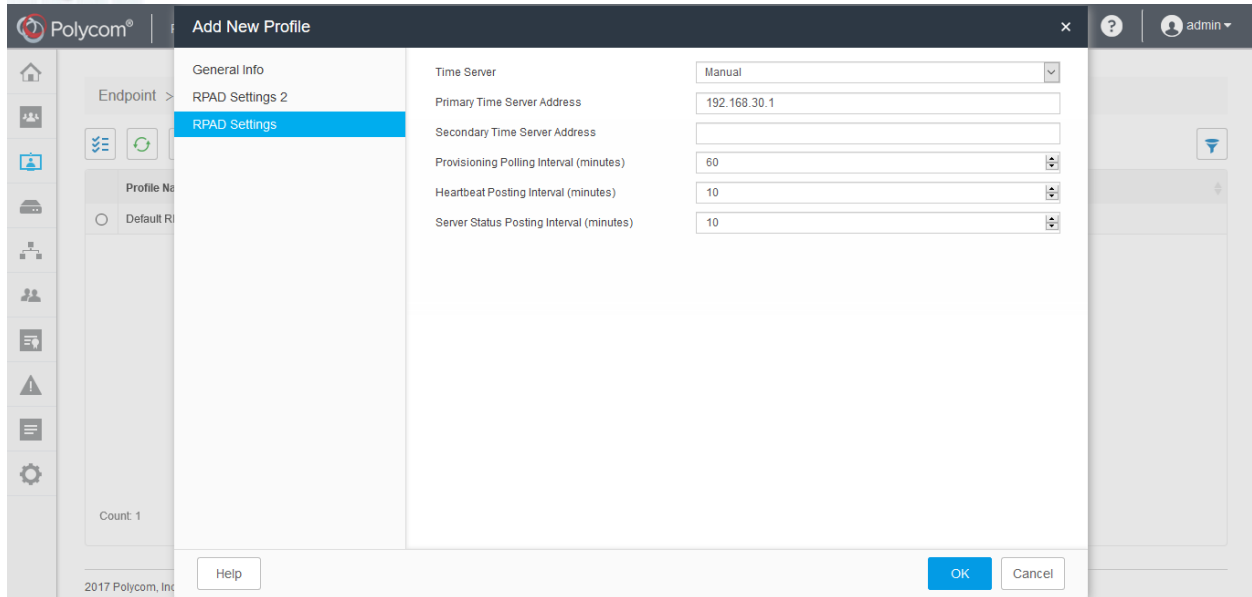 Polycom®
Add New Profile
×
?
admin
Endpoint >
General Info
RPAD Settings 2
RPAD Settings
Time Server
Manual
Primary Time Server Address
192.168.30.1
Secondary Time Server Address
Provisioning Polling Interval (minutes)
60
Heartbeat Posting Interval (minutes)
10
Server Status Posting Interval (minutes)
10
Profile Na
Default R
Count: 1
2017 Polycom, Inc
Help
OK
Cancel